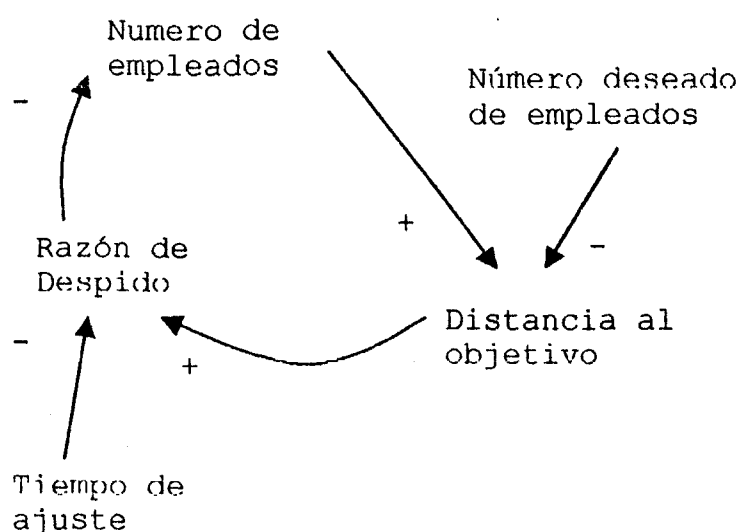 Numero de
empleados
Número deseado
de empleados
-
+
-
Razón de
Despido
Distancia al
objetivo
-
+
Tiempo de
ajuste